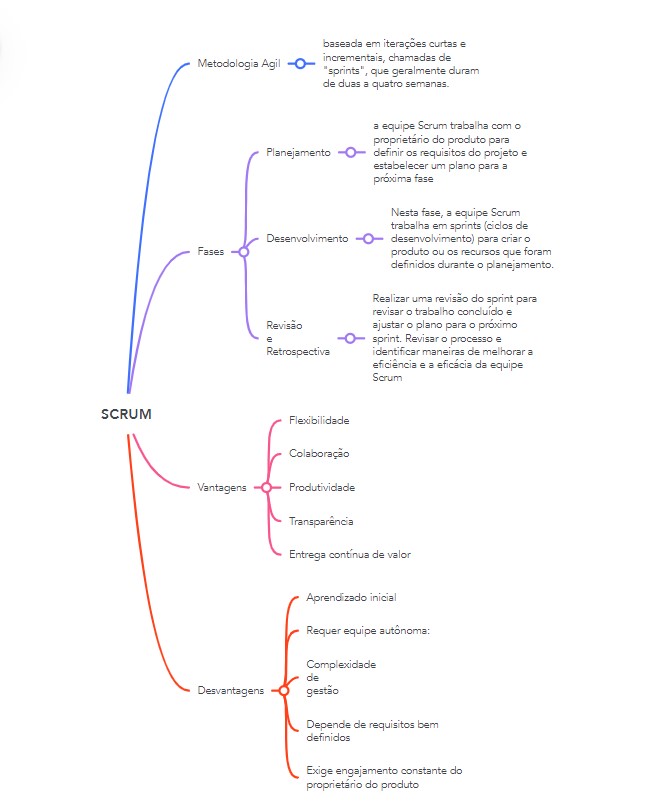 baseada em iterações curtas e
incrementais, chamadas de
"sprints", que geralmente duram
de duas a quatro semanas.
Metodologia Agil
a equipe Scrum trabalha com o
proprietário do produto para
definir os requisitos do projeto e
estabelecer um plano para a
próxima fase
Planejamento
Nesta fase, a equipe Scrum
trabalha em sprints (ciclos de
desenvolvimento) para criar o
produto ou os recursos que foram
definidos durante o planejamento.
Desenvolvimento
Fases
Realizar uma revisão do sprint para
revisar o trabalho concluído e
ajustar o plano para o próximo
sprint. Revisar o processo e
identificar maneiras de melhorar a
eficiência e a eficácia da equipe
Scrum
Revisão
e
Retrospectiva
SCRUM
Flexibilidade
Colaboração
Vantagens
Produtividade
Transparência
Entrega contínua de valor
Aprendizado inicial
Requer equipe autônoma:
Complexidade
de
gestão
Desvantagens
Depende de requisitos bem
definidos
Exige engajamento constante do
proprietário do produto